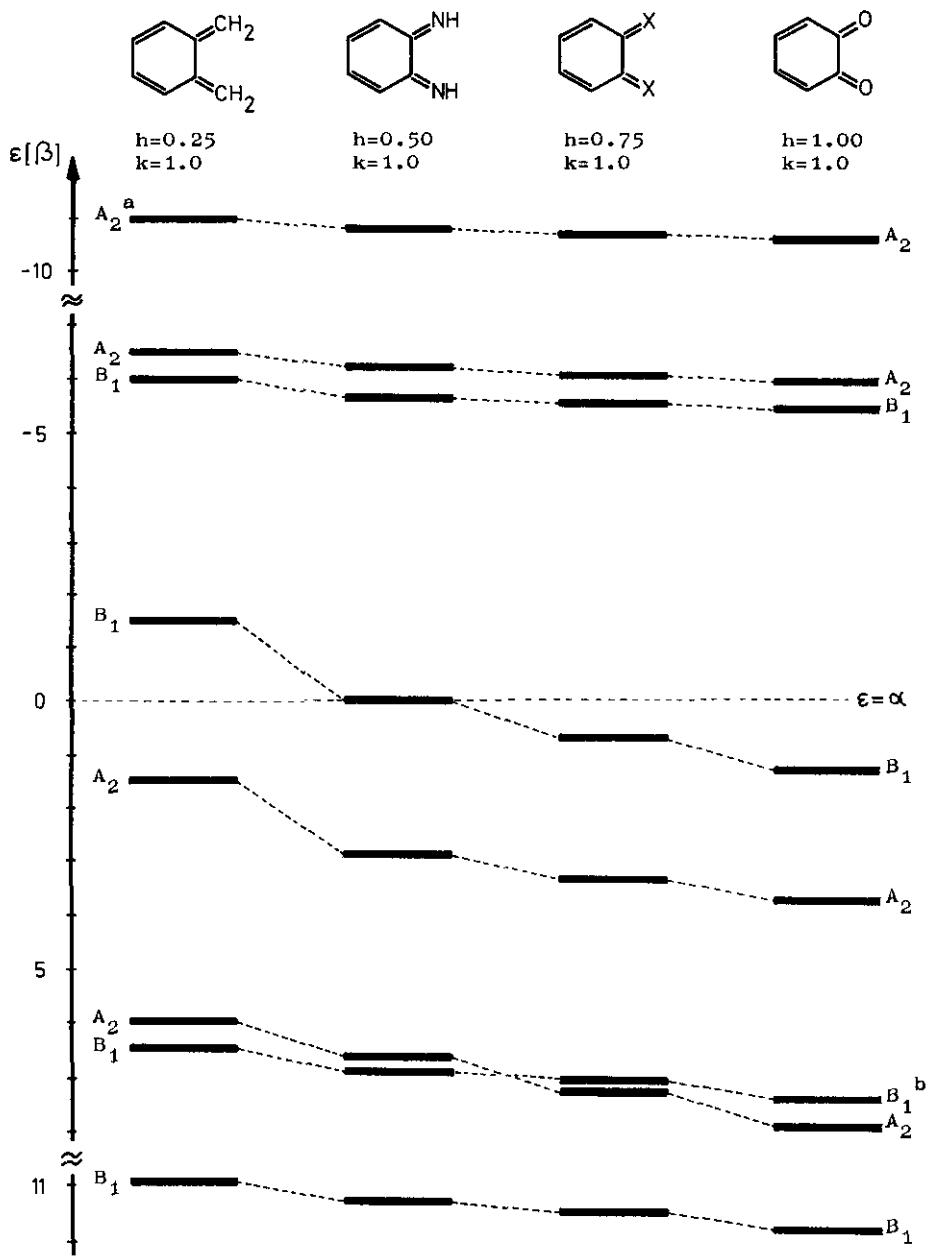 CH₂ NH X O
CH₂ NH X O
h=0.25 h=0.50 h=0.75 h=1.00
ε[β] k=1.0 k=1.0 k=1.0 k=1.0
A₂ᵃ A₂
-10
A₂ A₂
B₁ B₁
-5
B₁
0 ε=α
B₁
A₂
A₂
5
A₂
B₁ B₁ᵇ
A₂
11 B₁
B₁